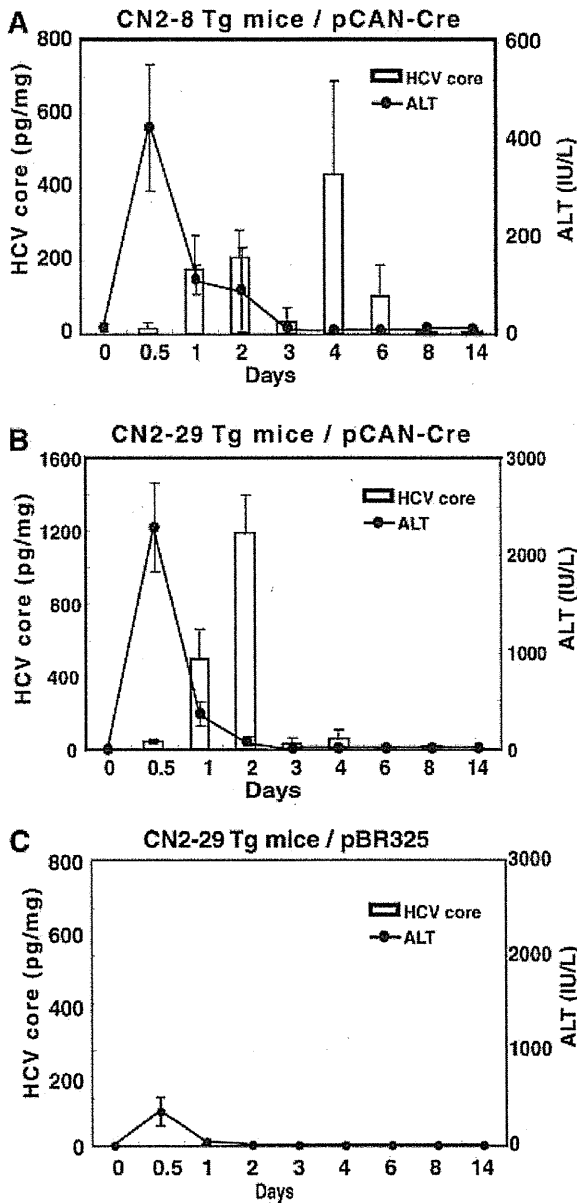 A
CN2-8 Tg mice / pCAN-Cre
HCV core (pg/mg)
800
600
400
200
0
HCV core
ALT
600
400
200
0
ALT (IU/L)
0 0.5 1 2 3 4 6 8 14
Days
B
CN2-29 Tg mice / pCAN-Cre
HCV core (pg/mg)
1600
1200
800
400
0
HCV core
ALT
3000
2000
1000
0
ALT (IU/L)
0 0.5 1 2 3 4 6 8 14
Days
C
CN2-29 Tg mice / pBR325
HCV core (pg/mg)
800
600
400
200
0
HCV core
ALT
3000
2000
1000
0
ALT (IU/L)
0 0.5 1 2 3 4 6 8 14
Days